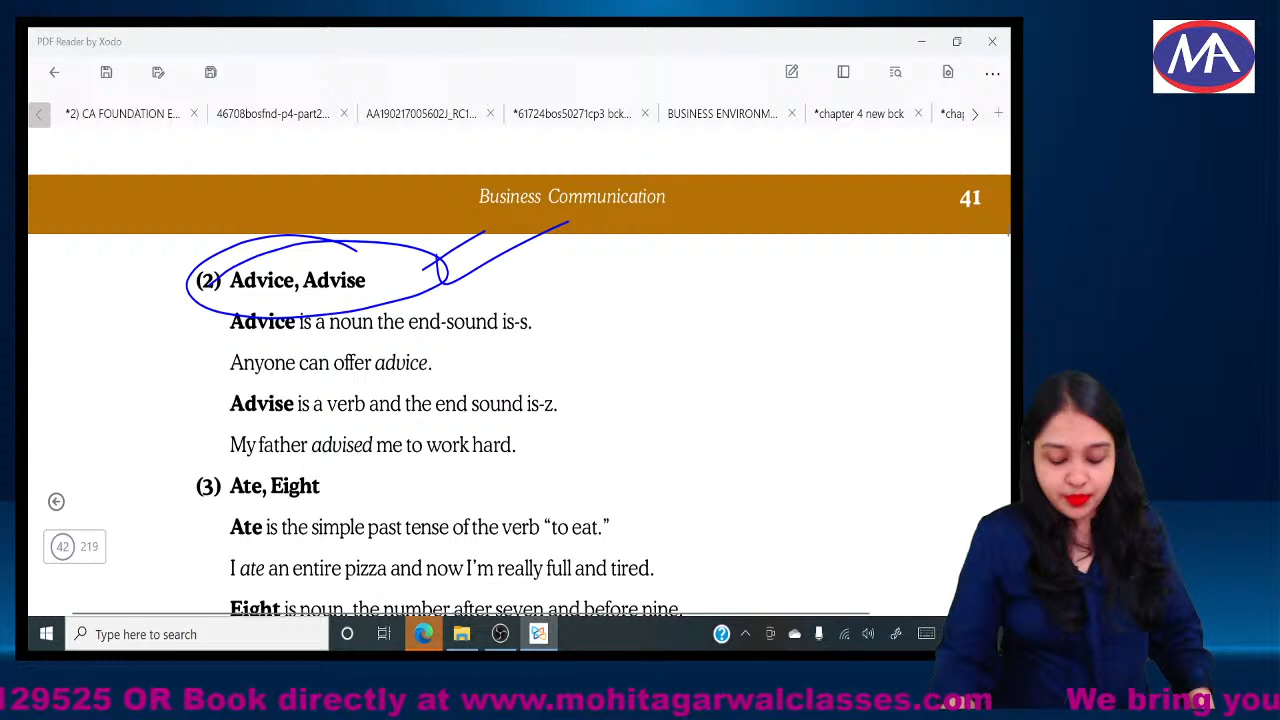 PDF Reader by Xodo
MA
*2) CA FOUNDATION E...
46708bosfnd-p4-part2...
AA190217005602J_RC1...
*61724bos50271cp3 bck...
BUSINESS ENVIRONM...
*chapter 4 new bck
*chap
Business Communication
41
(2) Advice, Advise
Advice is a noun the end-sound is-s.
Anyone can offer advice.
Advise is a verb and the end sound is-z.
My father advised me to work hard.
(3) Ate, Eight
Ate is the simple past tense of the verb “to eat.”
I ate an entire pizza and now I’m really full and tired.
Eight is noun, the number after seven and before nine.
42 219
Type here to search
129525 OR Book directly at www.mohitagarwalclasses.com We bring you